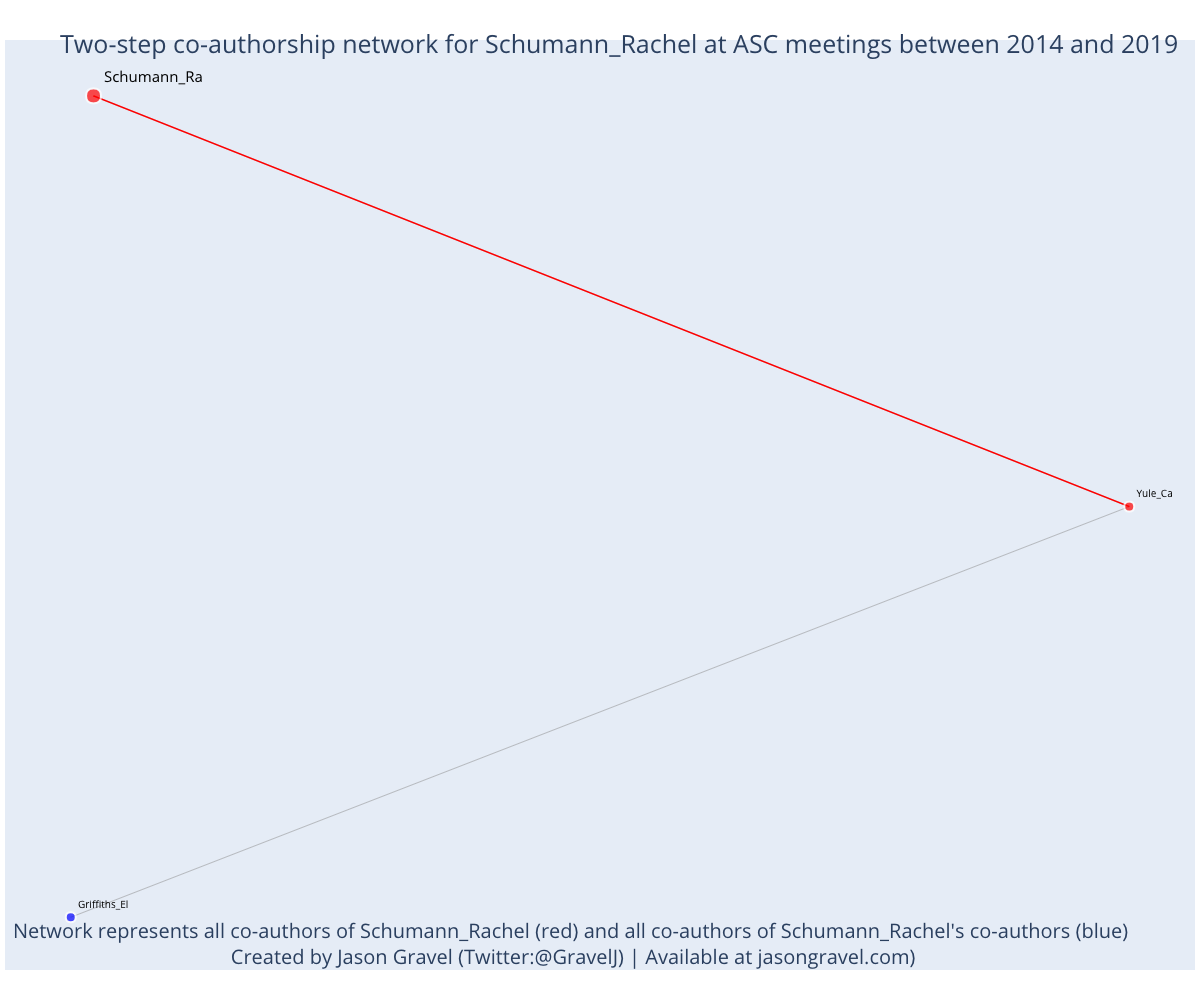 Two-step co-authorship network for Schumann_Rachel at ASC meetings between 2014 and 2019
Schumann_Ra
Yule_Ca
Griffiths_El
Network represents all co-authors of Schumann_Rachel (red) and all co-authors of Schumann_Rachel's co-authors (blue)
Created by Jason Gravel (Twitter:@GravelJ) | Available at jasongravel.com)